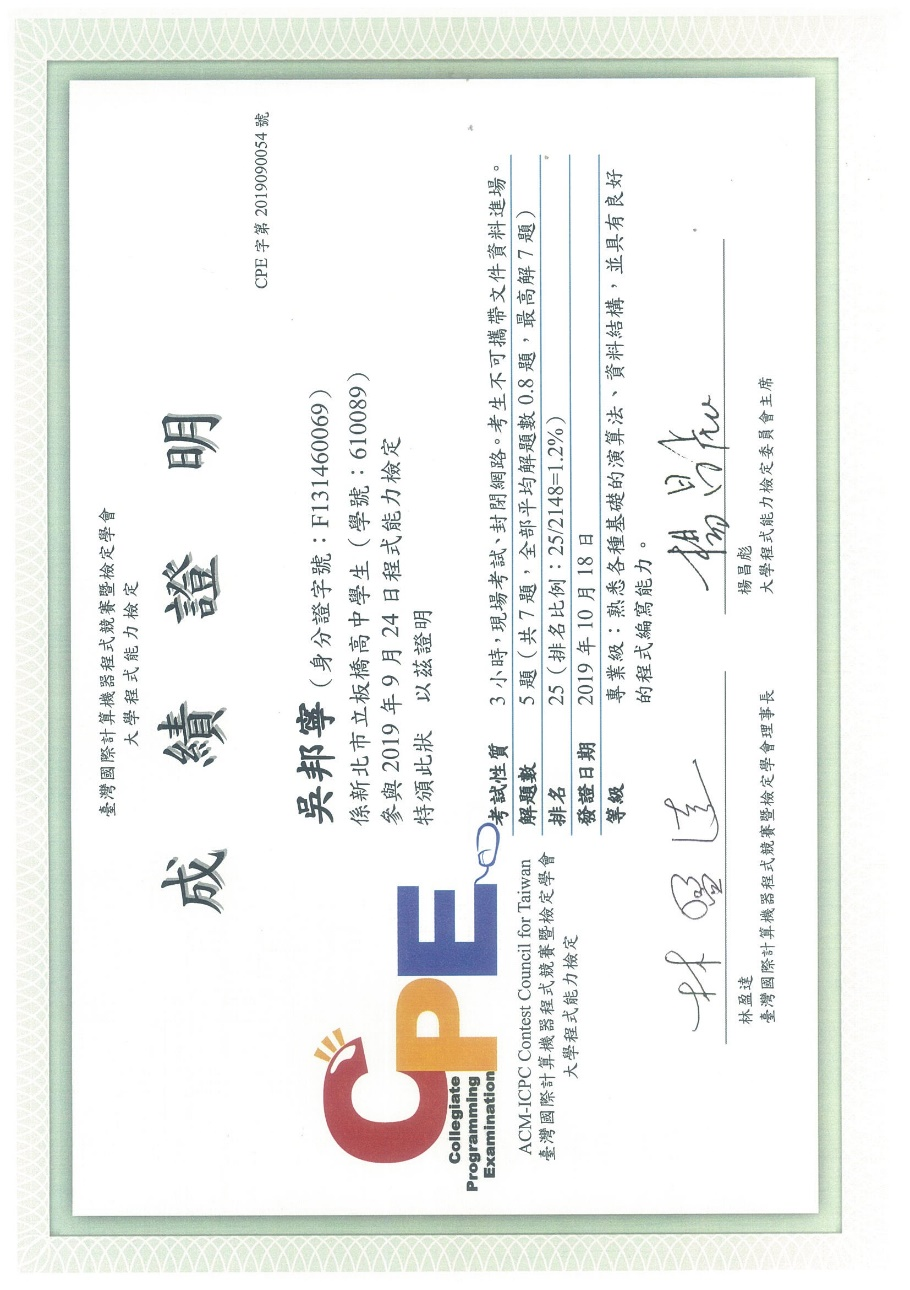 臺灣國際計算機器程式競賽暨檢定學會
大學程式能力檢定
成績證明
CPE 字第 2019090054 號
吳邦寧（身分證字號：F131460069）
係新北市立板橋高中學生（學號：610089）
參與 2019 年 9 月 24 日程式能力檢定
特頒此狀　以茲證明
CPE
Collegiate
Programming
Examination
ACM-ICPC Contest Council for Taiwan
臺灣國際計算機器程式競賽暨檢定學會
大學程式能力檢定
考試性質　3 小時，現場考試、封閉網路。考生不可攜帶文件資料進場。
解題數　5 題（共 7 題，全部平均解題數 0.8 題，最高解 7 題）
排名　25（排名比例：25/2148=1.2%）
發證日期　2019 年 10 月 18 日
等級　專業級：熟悉各種基礎的演算法、資料結構，並具有良好
的程式編寫能力。
林盈達
林盈達
臺灣國際計算機器程式競賽暨檢定學會理事長
楊昌彪
楊昌彪
大學程式能力檢定委員會主席